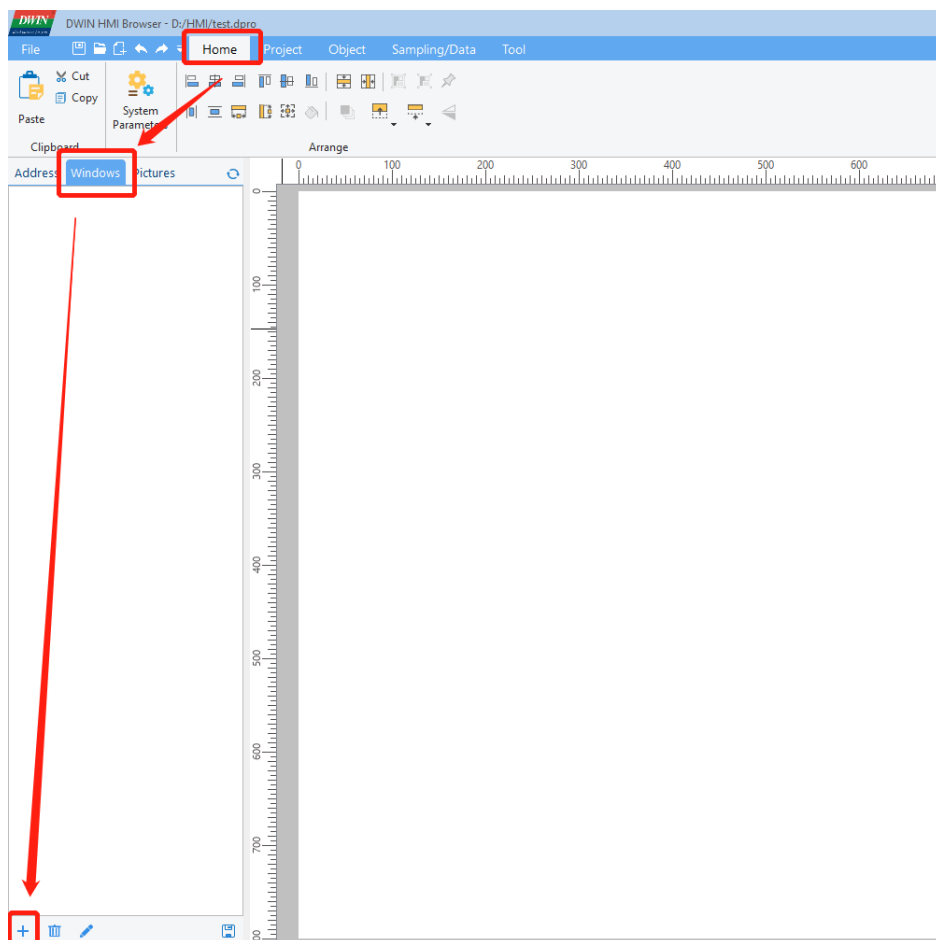 DWIN DWIN HMI Browser - D:/HMI/test.dpro
File Home Project Object Sampling/Data Tool
Cut
Copy
Paste
System
Clipboard Arrange
Address Windows Pictures
0 100 200 300 400 500 600
0
100
200
300
400
500
600
700